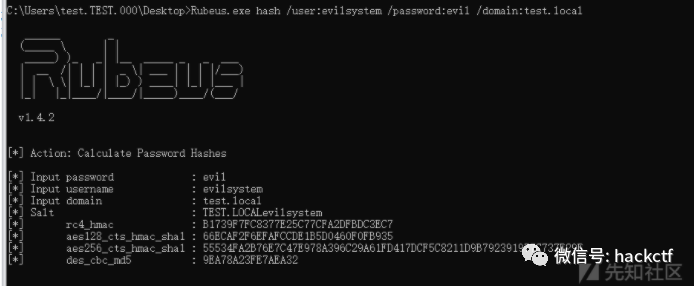 C:\Users\test.TEST.000\Desktop>Rubeus.exe hash /user:evilsystem /password:evil /domain:test.local
RUBEUS
v1.4.2
[*] Action: Calculate Password Hashes
[*] Input password : evil
[*] Input username : evilsystem
[*] Input domain : test.local
[*] Salt : TEST.LOCALevilsystem
[*] rc4_hmac : B1739F7FC8377E25C77CFA2DFBDC3EC7
[*] aes128_cts_hmac_sha1 : 66ECAF2F6EFAFCCDE1B5D0460F0FB935
[*] aes256_cts_hmac_sha1 :
[*] des_cbc_md5 : 9EA78A23FE7AEA32
微信号: hackctf
先知社区